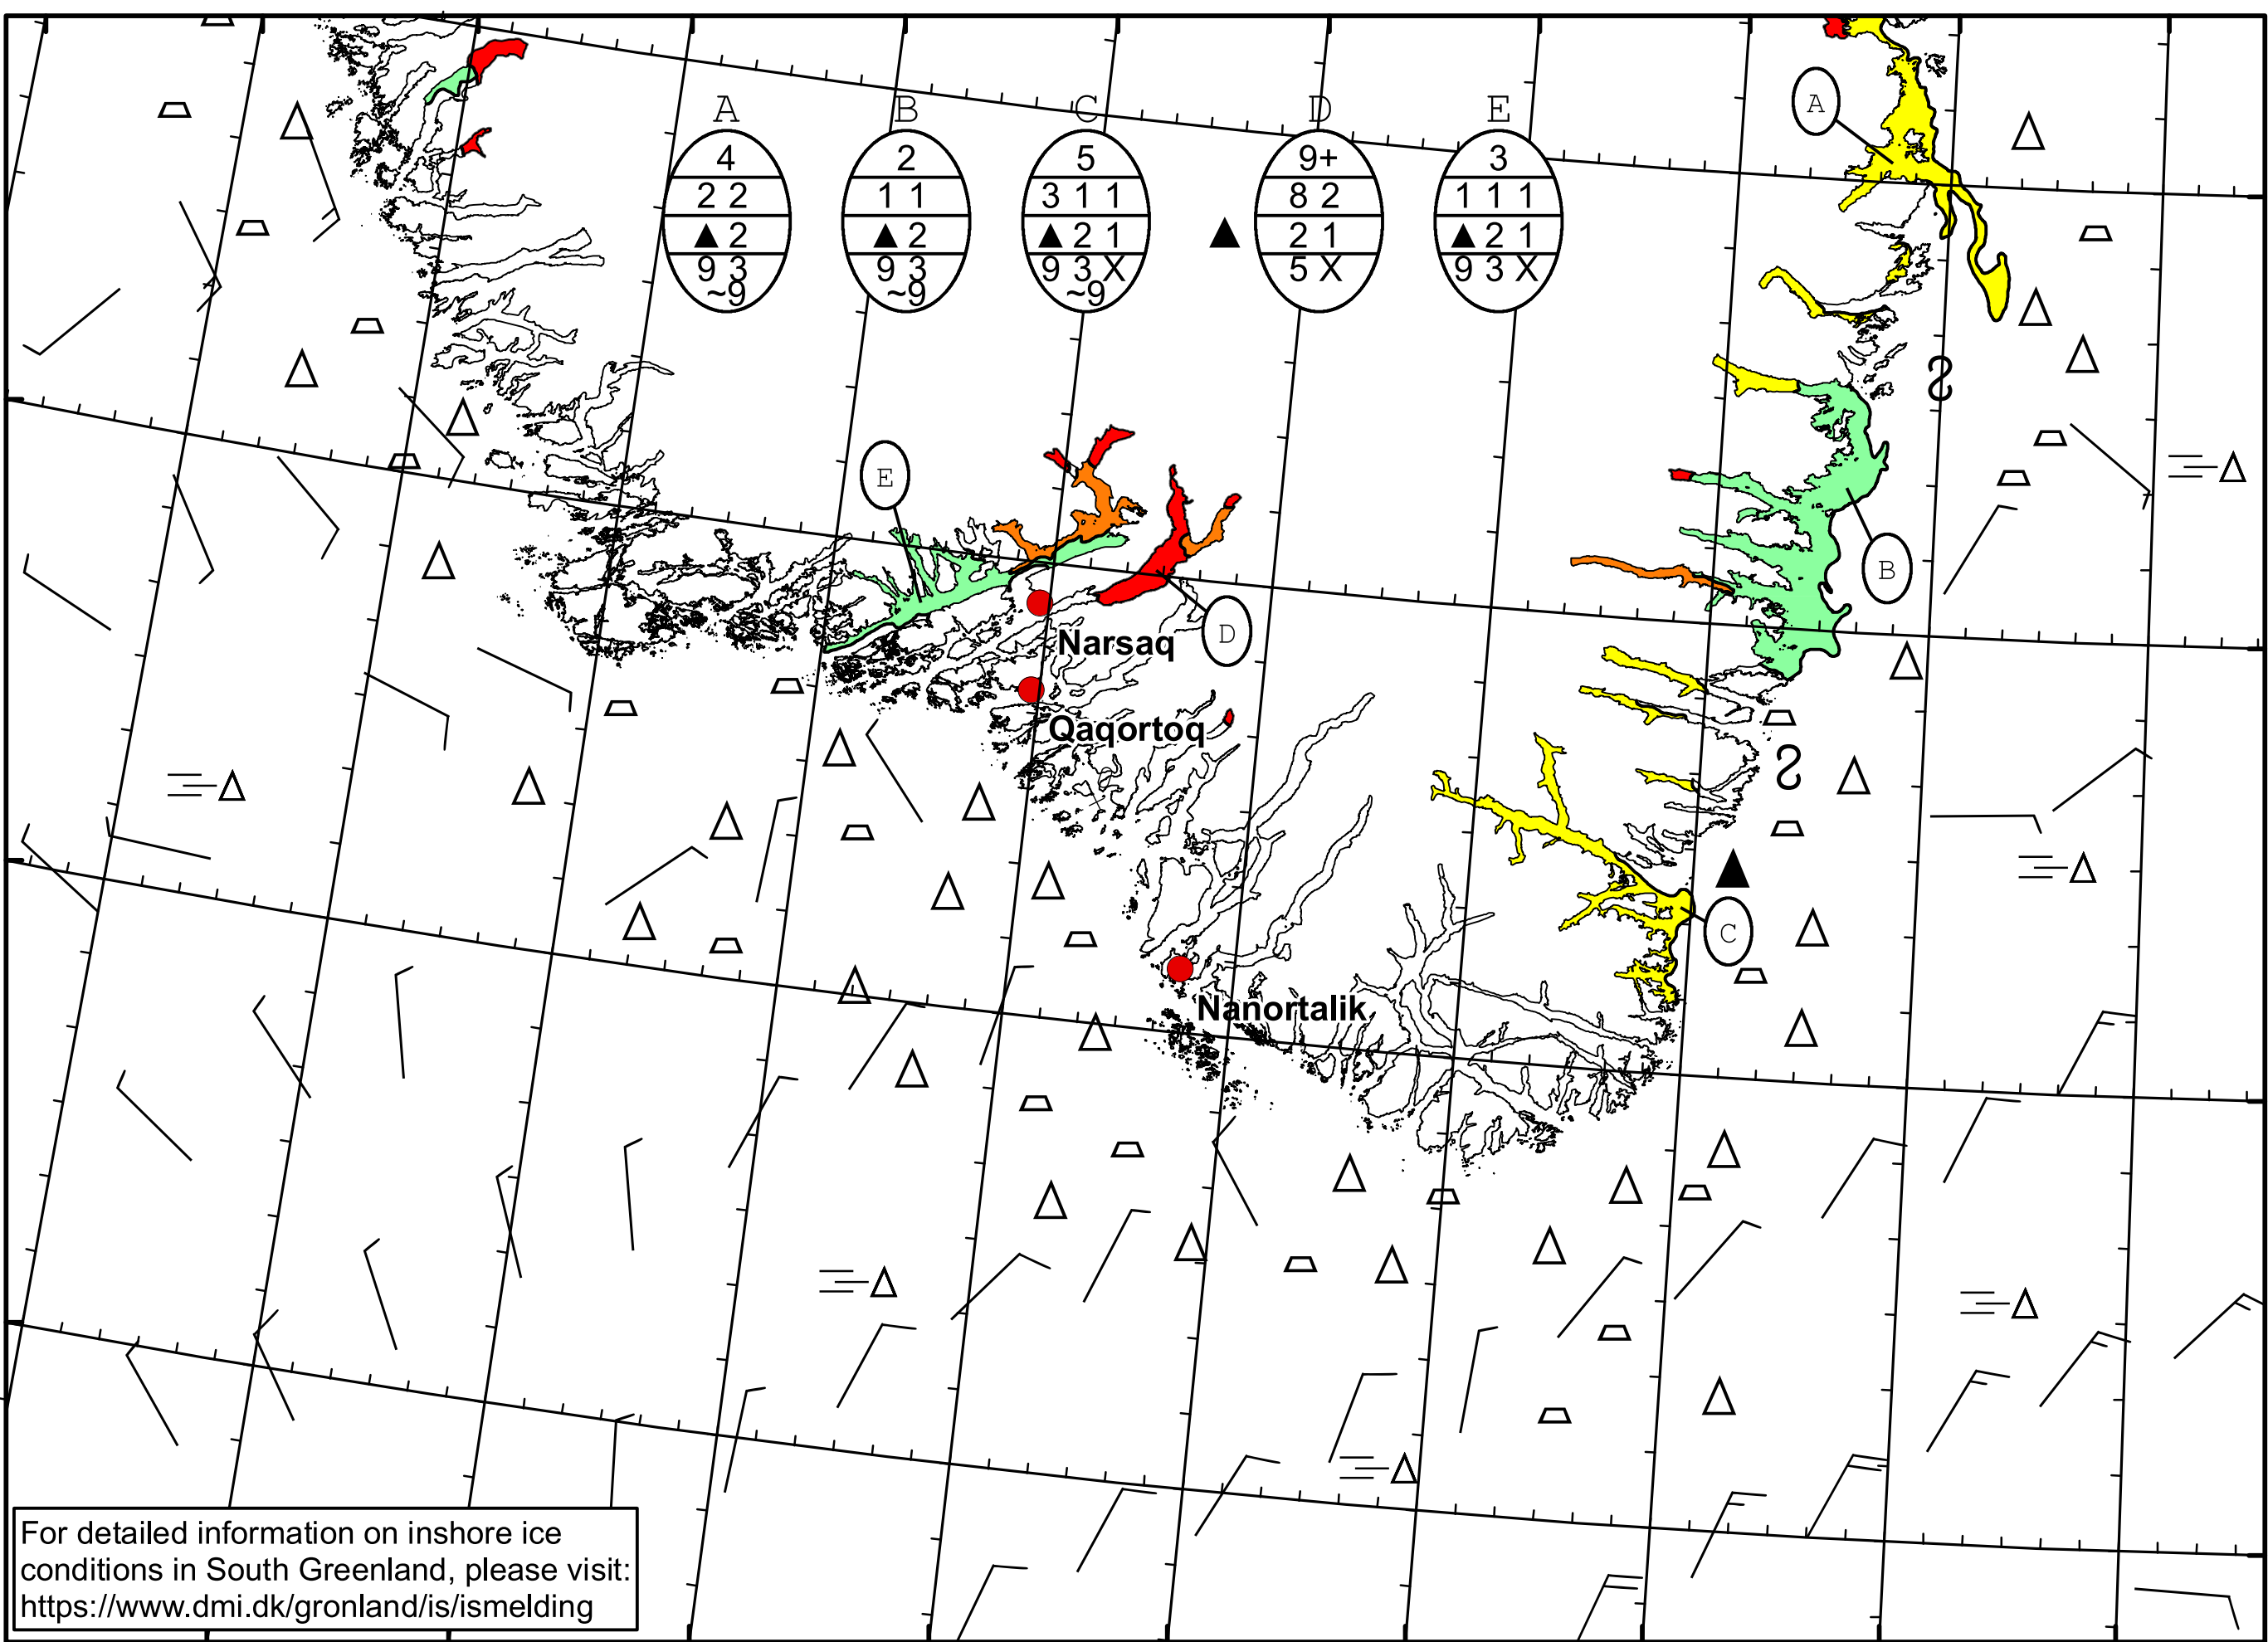 A B C D E
4 2 5 9+ 3
2 2 1 1 3 1 1 8 2 1 1 1
▲ 2 ▲ 2 ▲ 2 1 ▲ 2 1 ▲ 2 1
9 3 9 3 9 3 X 5 X 9 3 X
~9 ~9 ~9
A
E
B
D
Narsaq
Qaqortoq
C
Nanortalik
For detailed information on inshore ice
conditions in South Greenland, please visit:
https://www.dmi.dk/gronland/is/ismelding